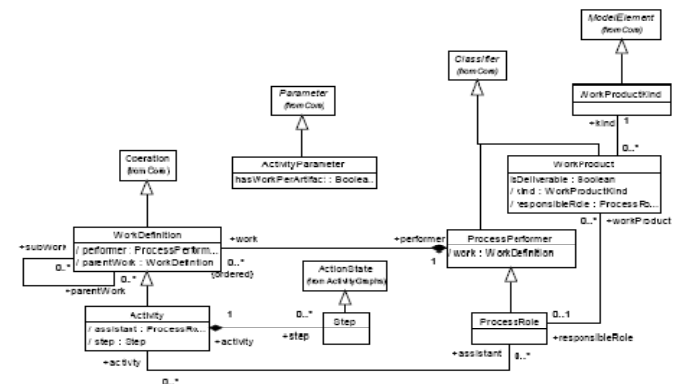 ModelElement
(from Core)
Classifier
(from Core)
Parameter
(from Core)
WorkProductKind
+kind
1
0..*
Operation
(from Core)
ActivityParameter
hasWorkPerArtifact : Boolea..
WorkProduct
isDeliverable : Boolean
/ kind : WorkProductKind
/ responsibleRole : ProcessRo...
0..*
+workProduct
WorkDefinition
/ performer : ProcessPerform...
/ parentWork : WorkDefinition
+subWork
0..*
0..*
+parentWork
+work
0..*
{ordered}
+performer
1
ProcessPerformer
/ work : WorkDefinition
ActionState
(from ActivityGraphs)
Activity
/ assistant : ProcessRo...
/ step : Step
1
+activity
0..*
+step
Step
ProcessRole
0..1
+responsibleRole
+assistant
0..*
+activity
0..*